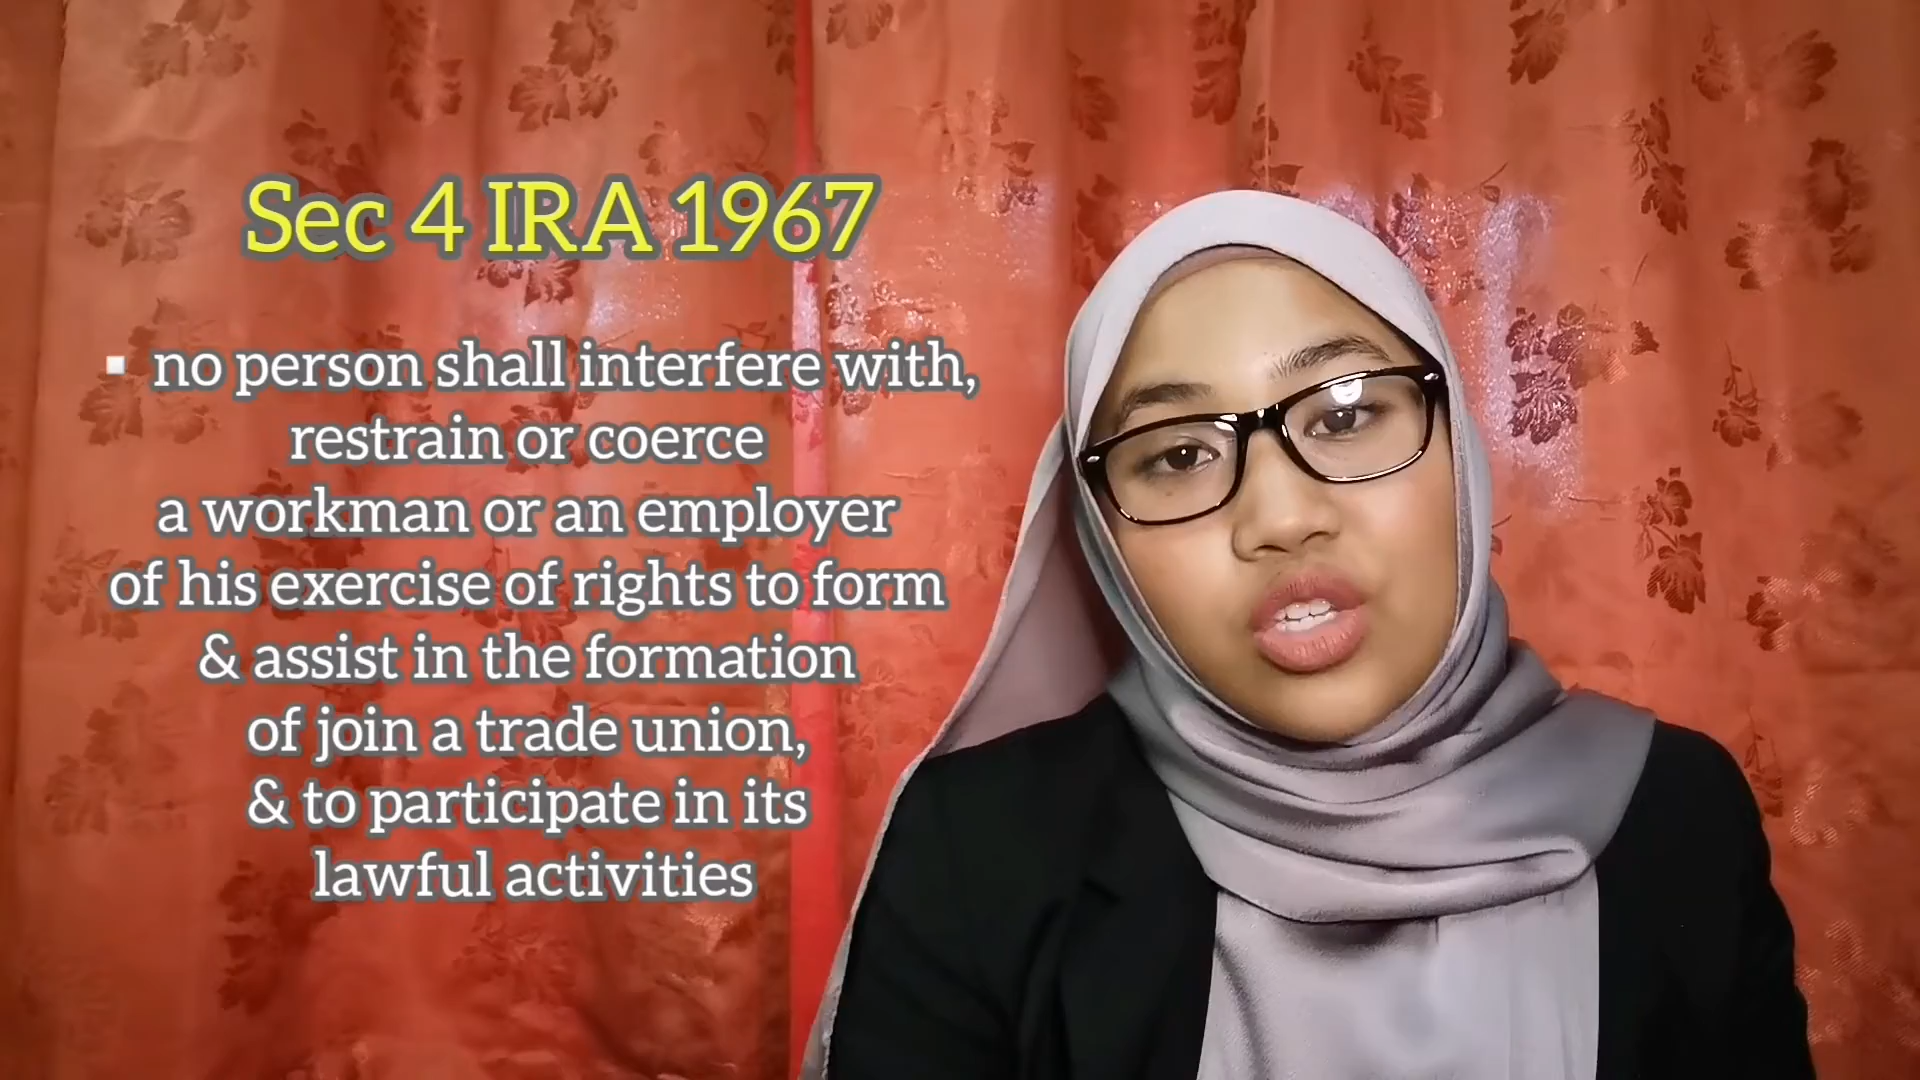 Sec 4 IRA 1967
▪ no person shall interfere with,
restrain or coerce
a workman or an employer
of his exercise of rights to form
& assist in the formation
of join a trade union,
& to participate in its
lawful activities